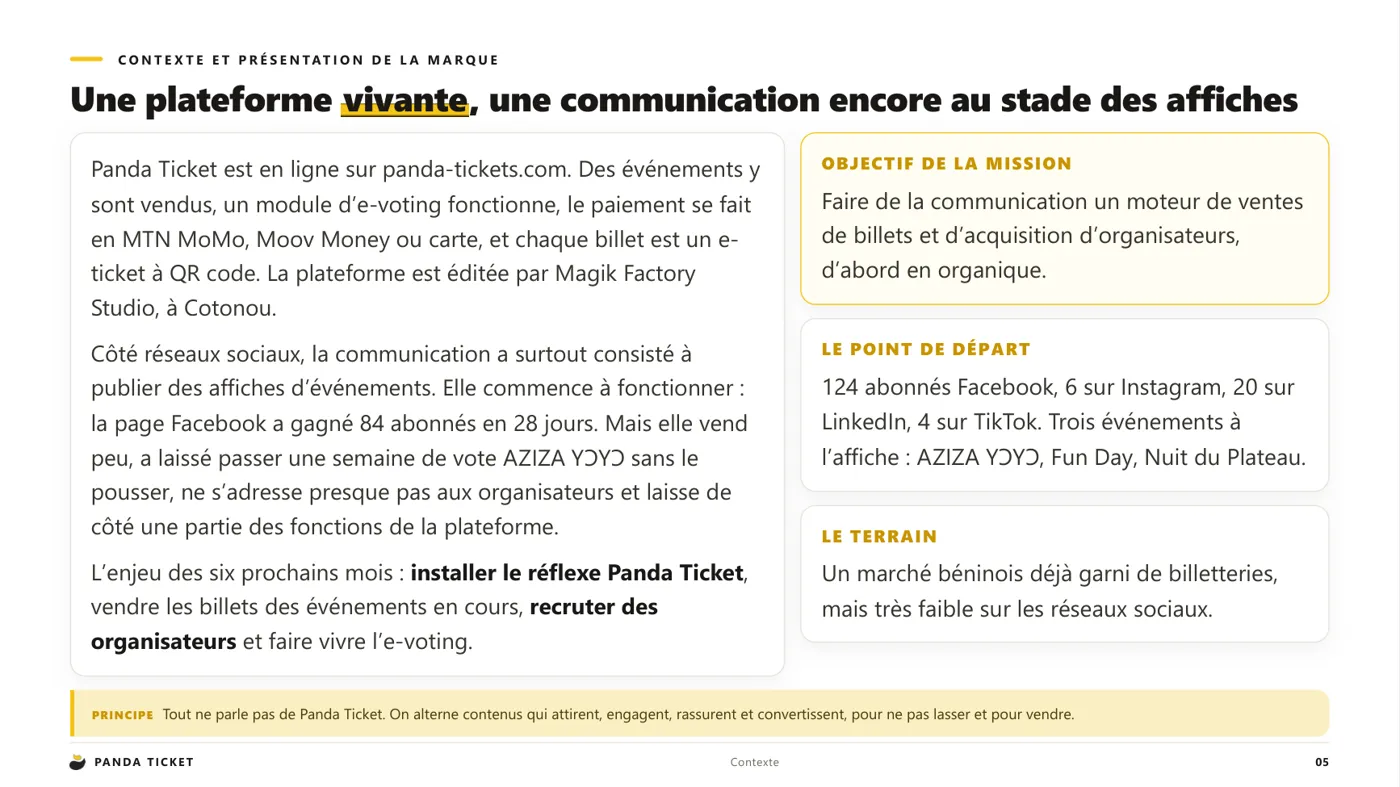 CONTEXTE ET PRÉSENTATION DE LA MARQUE
Une plateforme vivante, une communication encore au stade des affiches
Panda Ticket est en ligne sur panda-tickets.com. Des événements y
sont vendus, un module d’e-voting fonctionne, le paiement se fait
en MTN MoMo, Moov Money ou carte, et chaque billet est un e-
ticket à QR code. La plateforme est éditée par Magik Factory
Studio, à Cotonou.
Côté réseaux sociaux, la communication a surtout consisté à
publier des affiches d’événements. Elle commence à fonctionner :
la page Facebook a gagné 84 abonnés en 28 jours. Mais elle vend
peu, a laissé passer une semaine de vote AZIZA YƆYƆ sans le
pousser, ne s’adresse presque pas aux organisateurs et laisse de
côté une partie des fonctions de la plateforme.
L’enjeu des six prochains mois : installer le réflexe Panda Ticket,
vendre les billets des événements en cours, recruter des
organisateurs et faire vivre l’e-voting.
OBJECTIF DE LA MISSION
Faire de la communication un moteur de ventes
de billets et d’acquisition d’organisateurs,
d’abord en organique.
LE POINT DE DÉPART
124 abonnés Facebook, 6 sur Instagram, 20 sur
LinkedIn, 4 sur TikTok. Trois événements à
l’affiche : AZIZA YƆYƆ, Fun Day, Nuit du Plateau.
LE TERRAIN
Un marché béninois déjà garni de billetteries,
mais très faible sur les réseaux sociaux.
PRINCIPE Tout ne parle pas de Panda Ticket. On alterne contenus qui attirent, engagent, rassurent et convertissent, pour ne pas lasser et pour vendre.
PANDA TICKET
Contexte
05